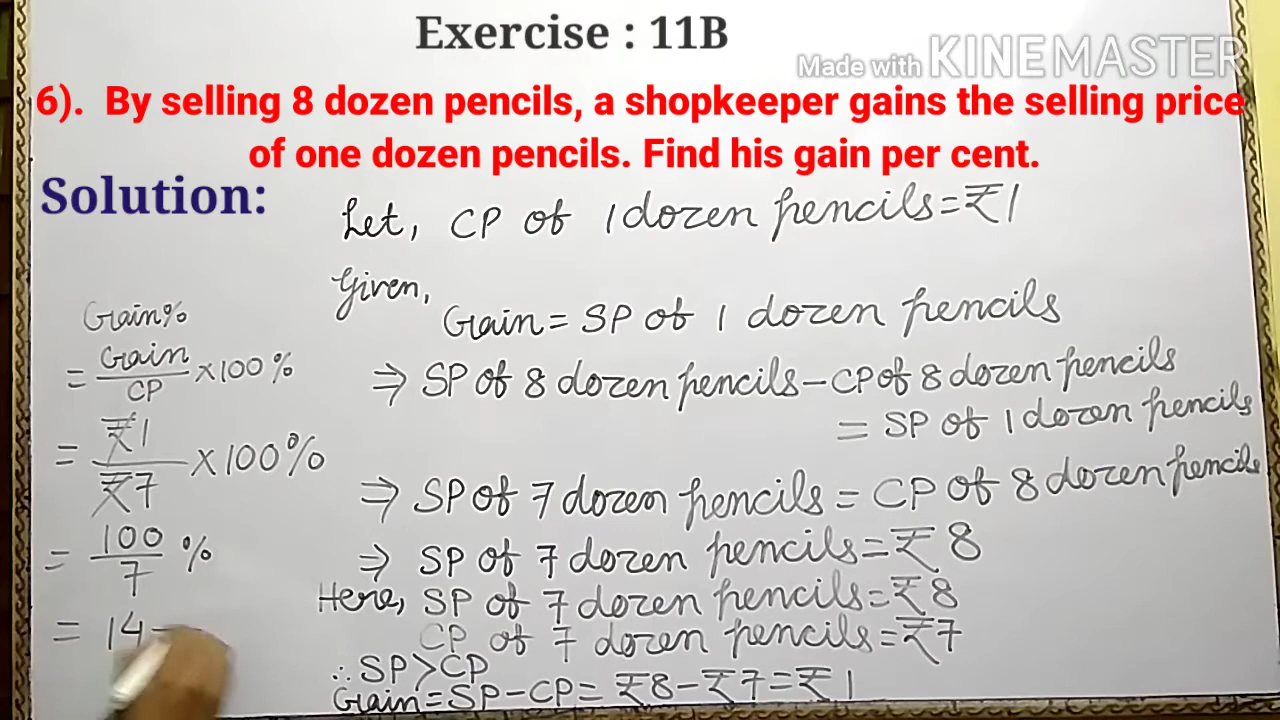 Exercise : 11B
Made with KINEMASTER
6). By selling 8 dozen pencils, a shopkeeper gains the selling price
of one dozen pencils. Find his gain per cent.
Solution:
Let, CP of 1 dozen pencils=₹1
Given,
Gain = SP of 1 dozen pencils
⇒ SP of 8 dozen pencils - CP of 8 dozen pencils
= SP of 1 dozen pencils
⇒ SP of 7 dozen pencils = CP of 8 dozen pencils
⇒ SP of 7 dozen pencils = ₹8
Here, SP of 7 dozen pencils=₹8
CP of 7 dozen pencils=₹7
∴ SP > CP
Gain = SP - CP = ₹8 - ₹7 = ₹1
Gain%
= Gain/CP × 100%
= ₹1/₹7 × 100%
= 100/7 %
= 14